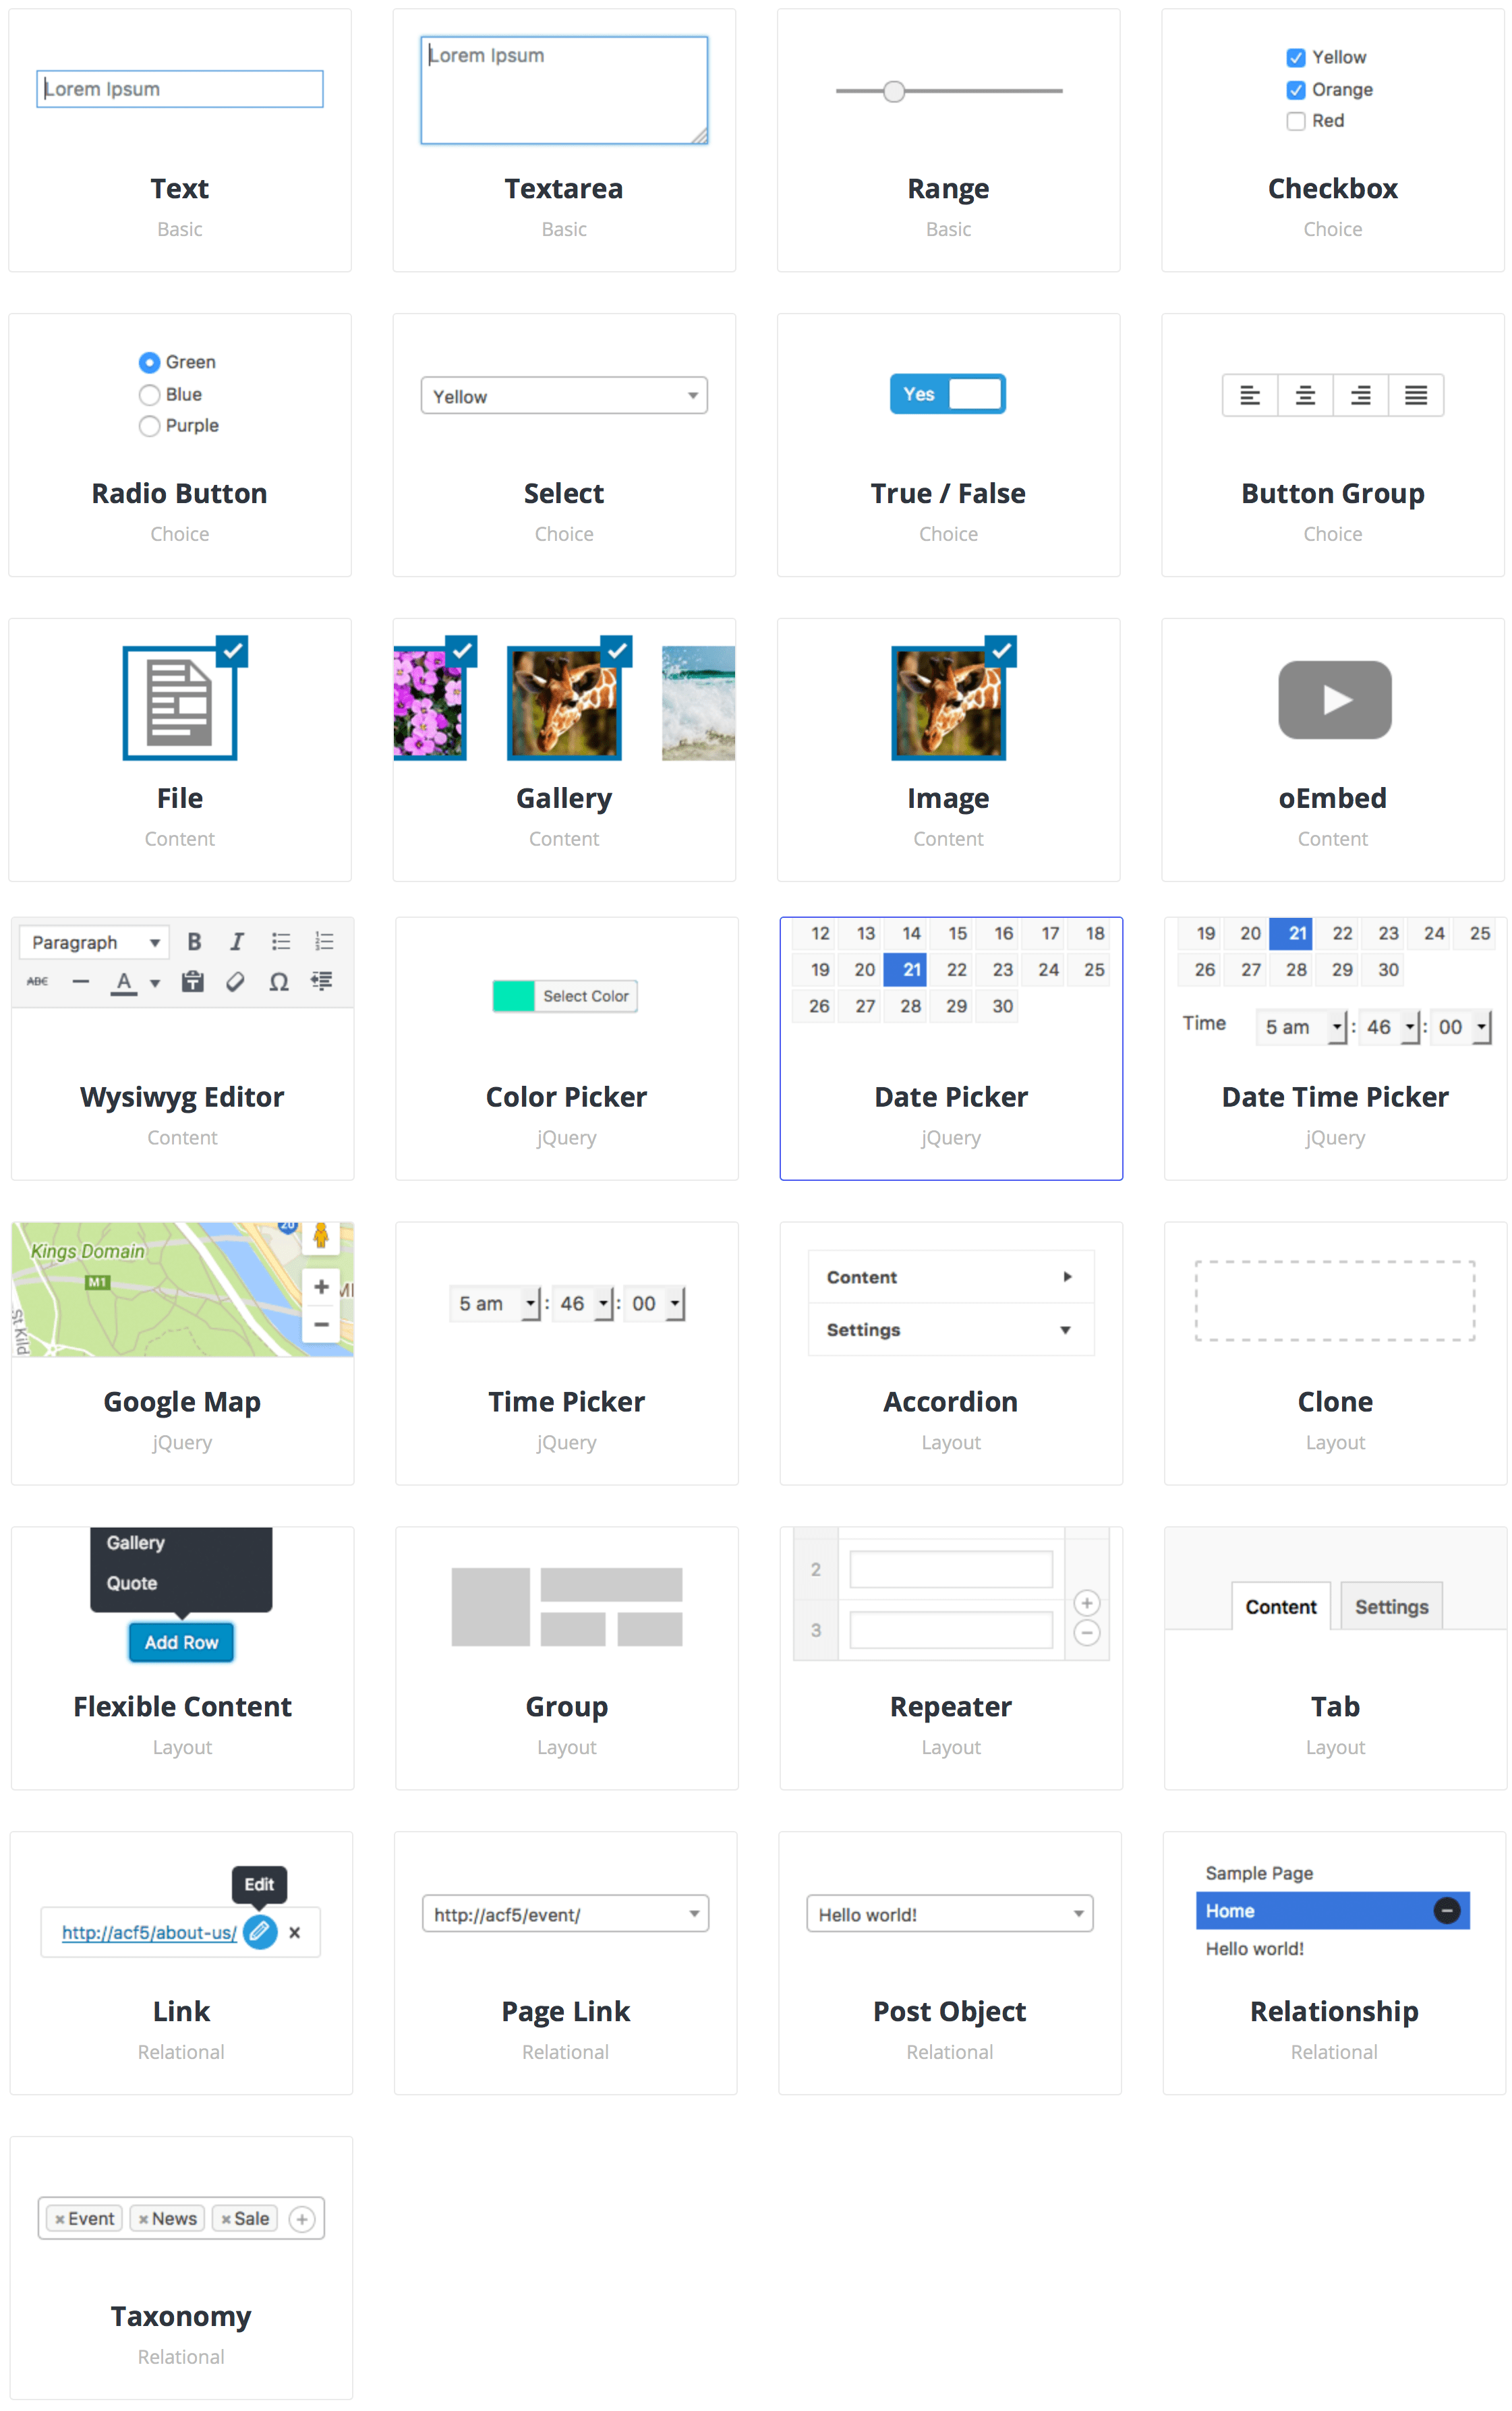 Lorem Ipsum
Text
Basic
Lorem Ipsum
Textarea
Basic
Range
Basic
Yellow
Orange
Red
Checkbox
Choice
Green
Blue
Purple
Radio Button
Choice
Yellow
Select
Choice
Yes
True / False
Choice
Button Group
Choice
File
Content
Gallery
Content
Image
Content
oEmbed
Content
Paragraph B I
ABC A Ω
Wysiwyg Editor
Content
Select Color
Color Picker
jQuery
12 13 14 15 16 17 18
19 20 21 22 23 24 25
26 27 28 29 30
Date Picker
jQuery
19 20 21 22 23 24 25
26 27 28 29 30
Time 5 am : 46 : 00
Date Time Picker
jQuery
20
Kings Domain
M1
St Kild
Google Map
jQuery
5 am : 46 : 00
Time Picker
jQuery
Content
Settings
Accordion
Layout
Clone
Layout
Gallery
Quote
Add Row
Flexible Content
Layout
Group
Layout
2
3
Repeater
Layout
Content Settings
Tab
Layout
Edit
http://acf5/about-us/
Link
Relational
http://acf5/event/
Page Link
Relational
Hello world!
Post Object
Relational
Sample Page
Home
Hello world!
Relationship
Relational
× Event × News × Sale +
Taxonomy
Relational